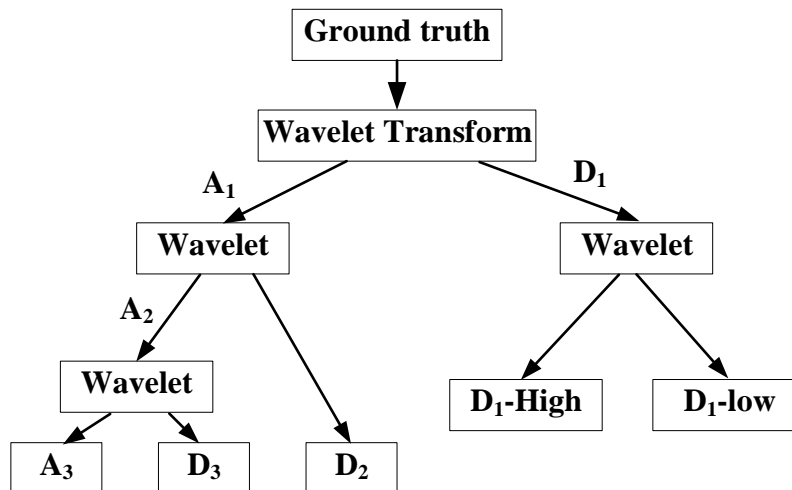 Ground truth
Wavelet Transform
A₁
D₁
Wavelet
Wavelet
A₂
Wavelet
D₁-High
D₁-low
A₃
D₃
D₂